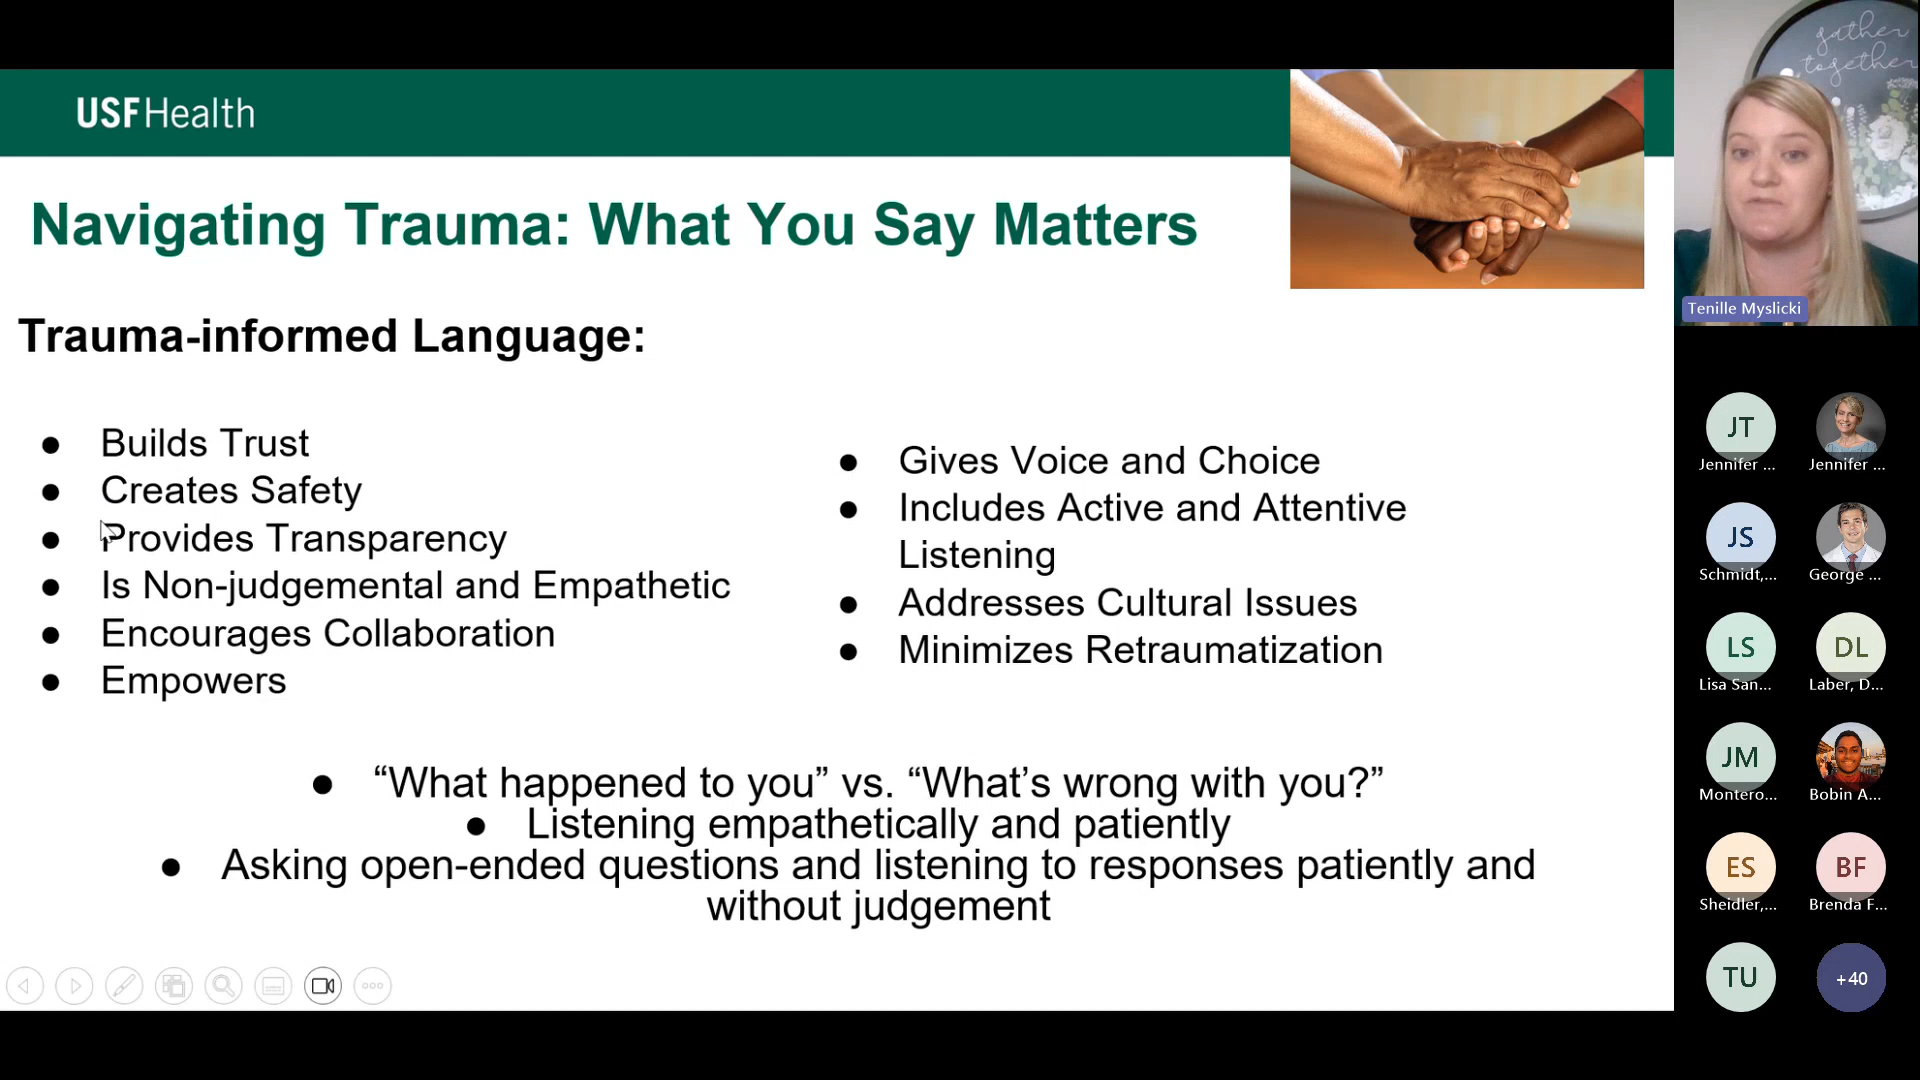 USF Health
Navigating Trauma: What You Say Matters
Trauma-informed Language:
● Builds Trust
● Creates Safety
● Provides Transparency
● Is Non-judgemental and Empathetic
● Encourages Collaboration
● Empowers
● Gives Voice and Choice
● Includes Active and Attentive
Listening
● Addresses Cultural Issues
● Minimizes Retraumatization
● “What happened to you” vs. “What’s wrong with you?”
● Listening empathetically and patiently
● Asking open-ended questions and listening to responses patiently and
without judgement
gather
together
Tenille Myslicki
JT
Jennifer ...
Jennifer ...
JS
Schmidt,...
George ...
LS
Lisa San...
DL
Laber, D...
JM
Montero...
Bobin A...
ES
Sheidler,...
BF
Brenda F...
TU
+40